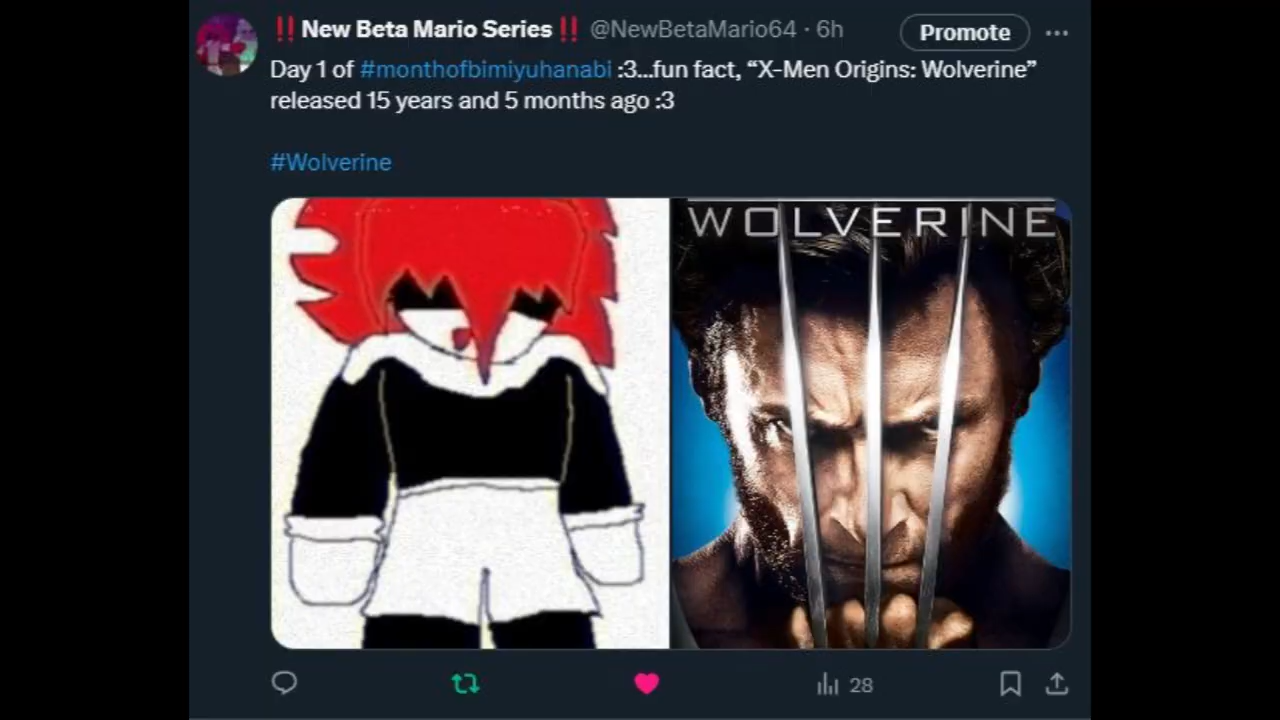 ‼️New Beta Mario Series‼️ @NewBetaMario64 · 6h
Promote
Day 1 of #monthofbimiyuhanabi :3...fun fact, “X-Men Origins: Wolverine”
released 15 years and 5 months ago :3
#Wolverine
WOLVERINE
28